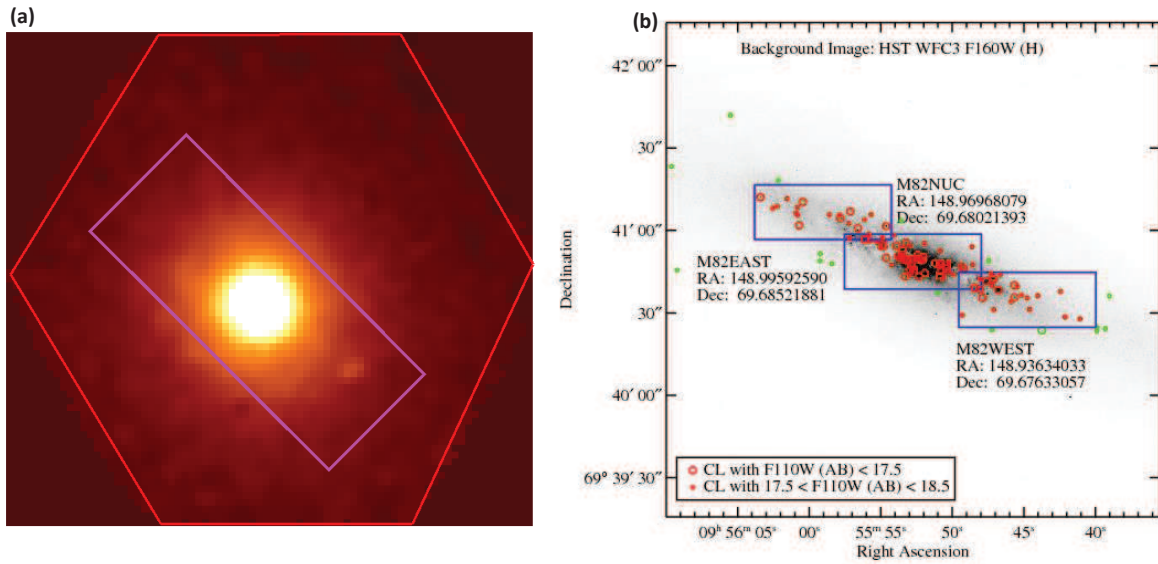 (a)
(b)
Background Image: HST WFC3 F160W (H)
42′ 00″
30″
41′ 00″
30″
40′ 00″
69° 39′ 30″
Declination
M82NUC
RA: 148.96968079
Dec: 69.68021393
M82EAST
RA: 148.99592590
Dec: 69.68521881
M82WEST
RA: 148.93634033
Dec: 69.67633057
CL with F110W (AB) < 17.5
CL with 17.5 < F110W (AB) < 18.5
09ʰ 56ᵐ 05ˢ 00ˢ 55ᵐ 55ˢ 50ˢ 45ˢ 40ˢ
Right Ascension